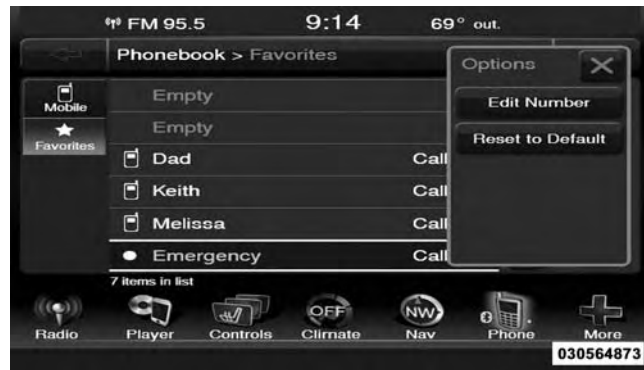 FM 95.5 9:14 69° out.
Phonebook > Favorites
Options
Mobile
Favorites
Empty
Empty
Dad Call
Keith Call
Melissa Call
Emergency Call
Edit Number
Reset to Default
7 items in list
OFF NW
Radio Player Controls Climate Nav Phone More
030564873